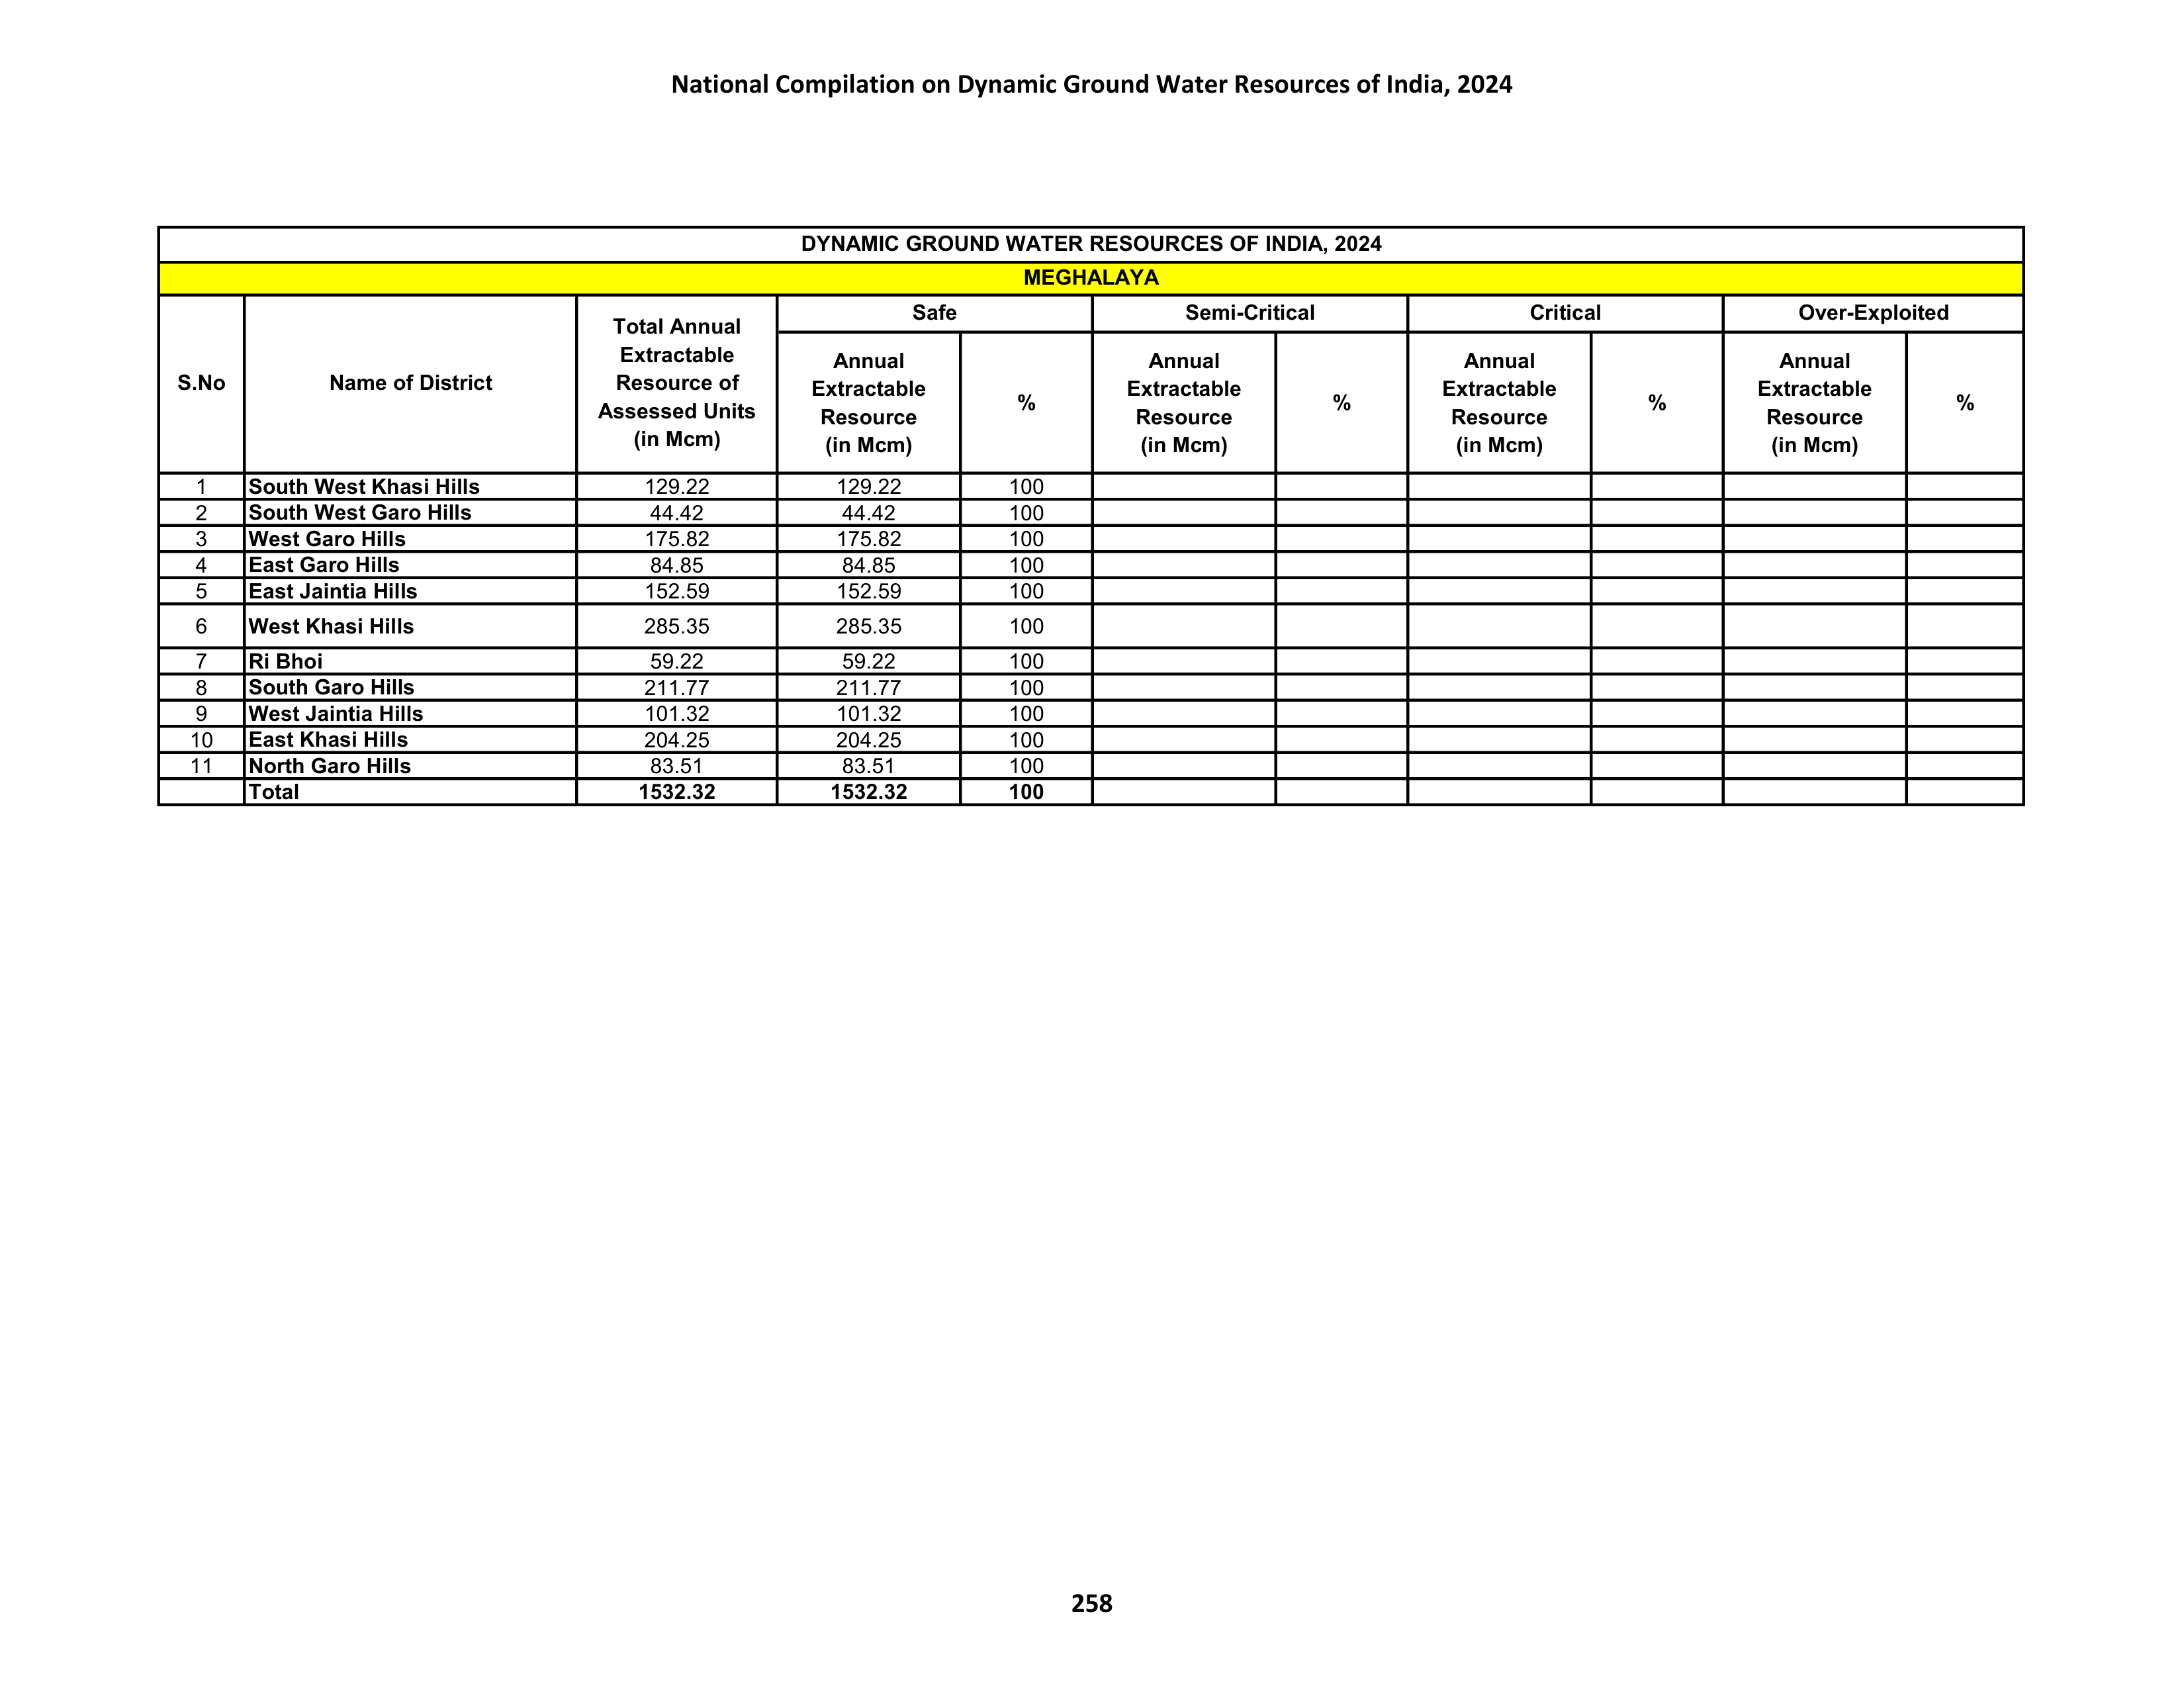 National Compilation on Dynamic Ground Water Resources of India, 2024
DYNAMIC GROUND WATER RESOURCES OF INDIA, 2024
MEGHALAYA
S.No
Name of District
Total Annual
Extractable
Resource of
Assessed Units
(in Mcm)
Safe
Semi-Critical
Critical
Over-Exploited
Annual
Extractable
Resource
(in Mcm)
%
Annual
Extractable
Resource
(in Mcm)
%
Annual
Extractable
Resource
(in Mcm)
%
Annual
Extractable
Resource
(in Mcm)
%
1 South West Khasi Hills 129.22 129.22 100
2 South West Garo Hills 44.42 44.42 100
3 West Garo Hills 175.82 175.82 100
4 East Garo Hills 84.85 84.85 100
5 East Jaintia Hills 152.59 152.59 100
6 West Khasi Hills 285.35 285.35 100
7 Ri Bhoi 59.22 59.22 100
8 South Garo Hills 211.77 211.77 100
9 West Jaintia Hills 101.32 101.32 100
10 East Khasi Hills 204.25 204.25 100
11 North Garo Hills 83.51 83.51 100
Total 1532.32 1532.32 100
258